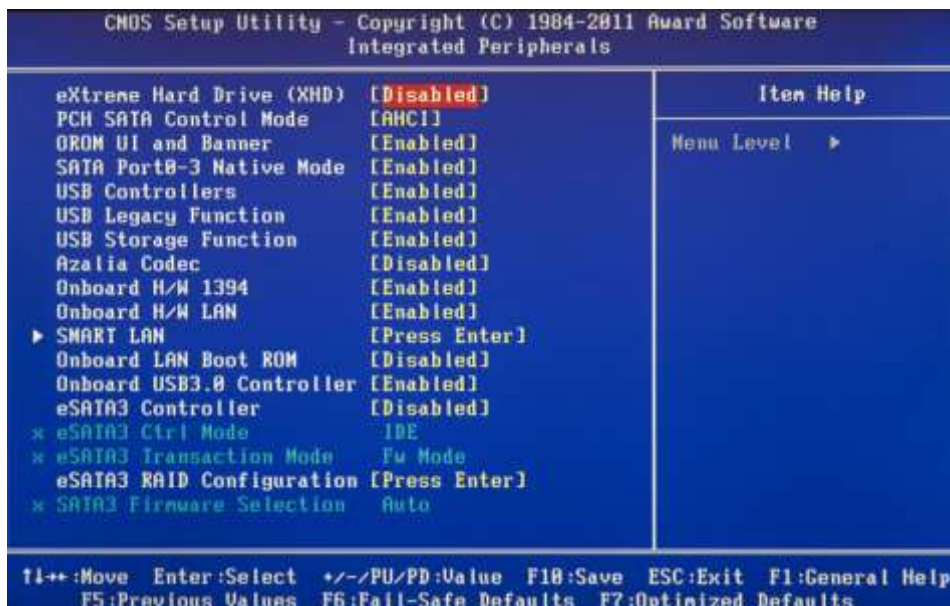 CMOS Setup Utility - Copyright (C) 1984-2011 Award Software
Integrated Peripherals
eXtreme Hard Drive (XHD) [Disabled]
PCH SATA Control Mode [AHCI]
OROM UI and Banner [Enabled]
SATA Port0-3 Native Mode [Enabled]
USB Controllers [Enabled]
USB Legacy Function [Enabled]
USB Storage Function [Enabled]
Azalia Codec [Disabled]
Onboard H/W 1394 [Enabled]
Onboard H/W LAN [Enabled]
▶ SMART LAN [Press Enter]
Onboard LAN Boot ROM [Disabled]
Onboard USB3.0 Controller [Enabled]
eSATA3 Controller [Disabled]
x eSATA3 Ctrl Mode IDE
x eSATA3 Transaction Mode Fw Mode
eSATA3 RAID Configuration [Press Enter]
x SATA3 Firmware Selection Auto
Item Help
Menu Level ▶
↑↓→←:Move Enter:Select +/-/PU/PD:Value F10:Save ESC:Exit F1:General Help
F5:Previous Values F6:Fail-Safe Defaults F7:Optimized Defaults